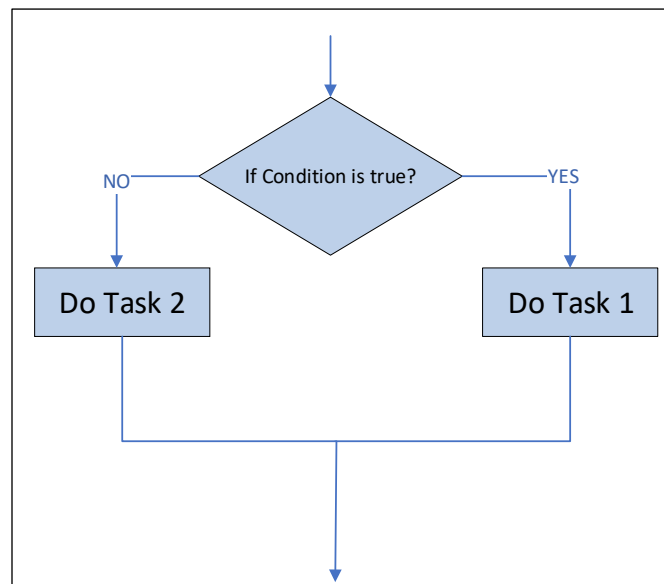 If Condition is true?
NO
YES
Do Task 2
Do Task 1